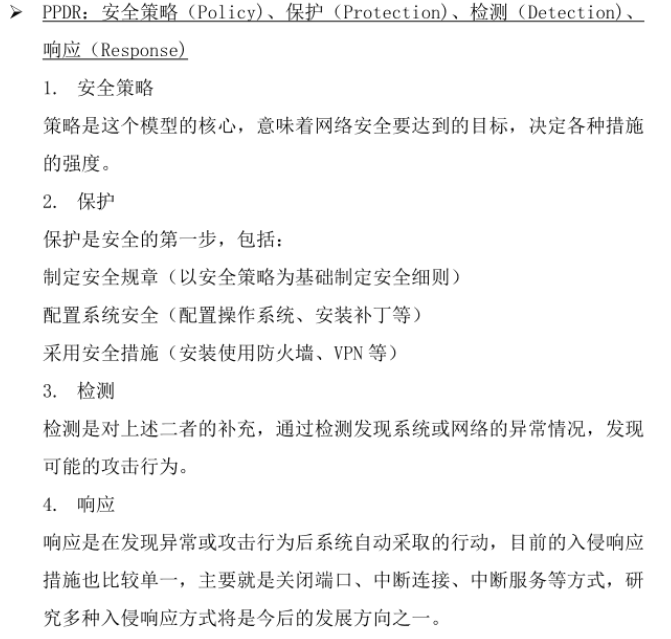 ➢ PPDR：安全策略（Policy)、保护（Protection)、检测（Detection)、
响应（Response)
1. 安全策略
策略是这个模型的核心，意味着网络安全要达到的目标，决定各种措施
的强度。
2. 保护
保护是安全的第一步，包括：
制定安全规章（以安全策略为基础制定安全细则）
配置系统安全（配置操作系统、安装补丁等）
采用安全措施（安装使用防火墙、VPN 等）
3. 检测
检测是对上述二者的补充，通过检测发现系统或网络的异常情况，发现
可能的攻击行为。
4. 响应
响应是在发现异常或攻击行为后系统自动采取的行动，目前的入侵响应
措施也比较单一，主要就是关闭端口、中断连接、中断服务等方式，研
究多种入侵响应方式将是今后的发展方向之一。